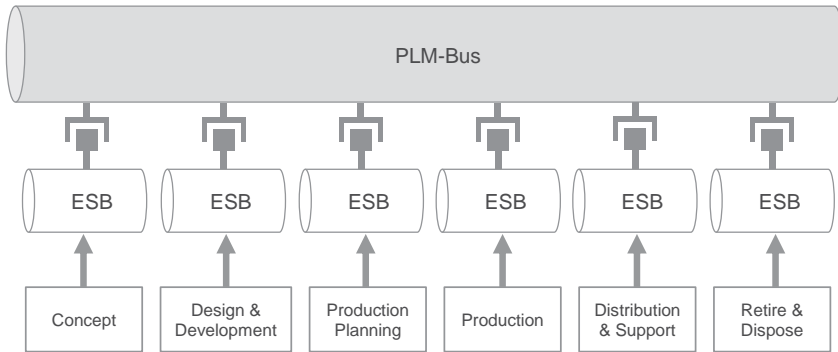 PLM-Bus
ESB
ESB
ESB
ESB
ESB
ESB
Concept
Design &
Development
Production
Planning
Production
Distribution
& Support
Retire &
Dispose